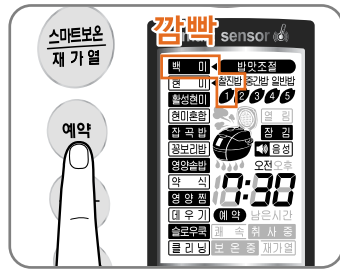 깜빡
sensor
스마트보온
재 가 열
예약
백 미
밥맛조절
현 미
찰진밥 중간밥 일반밥
활성현미
1 2 3 4 5
현미혼합
열 림
잡곡밥
잠 김
꽁보리밥
음성
영양솥밥
오전 오후
약 식
영양찜
7:30
데우기
예 약
남은시간
슬로우쿡
쾌 속 취 사 중
클리닝
보 온 중 재가열